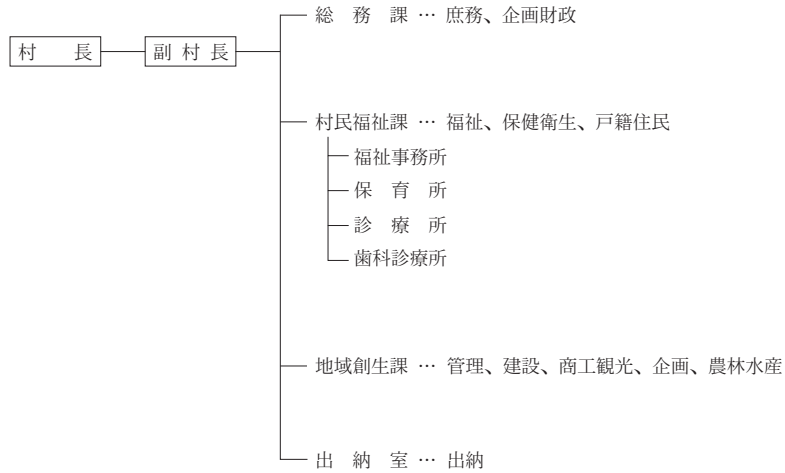 総務課 … 庶務、企画財政
村長
副村長
村民福祉課 … 福祉、保健衛生、戸籍住民
福祉事務所
保育所
診療所
歯科診療所
地域創生課 … 管理、建設、商工観光、企画、農林水産
出納室 … 出納